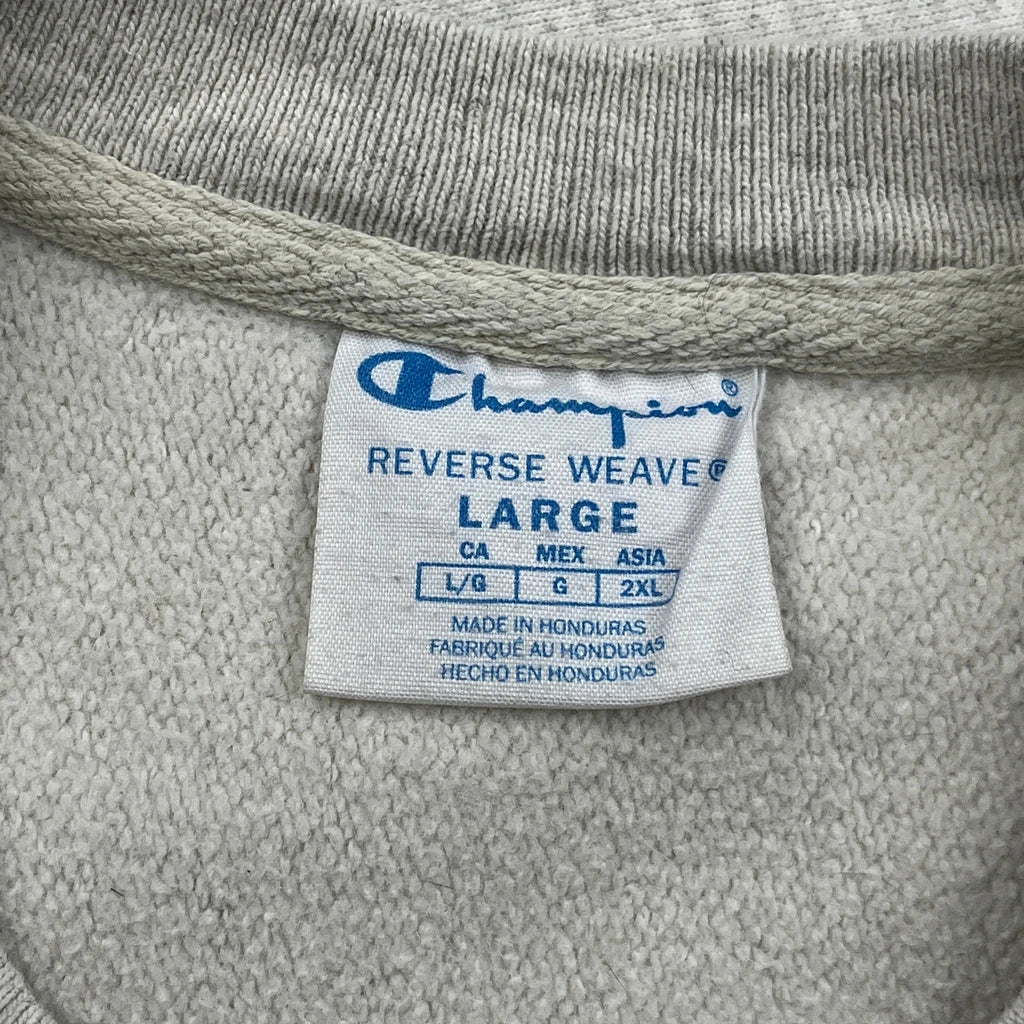 Champion®
REVERSE WEAVE®
LARGE
CA MEX ASIA
L/G G 2XL
MADE IN HONDURAS
FABRIQUÉ AU HONDURAS
HECHO EN HONDURAS